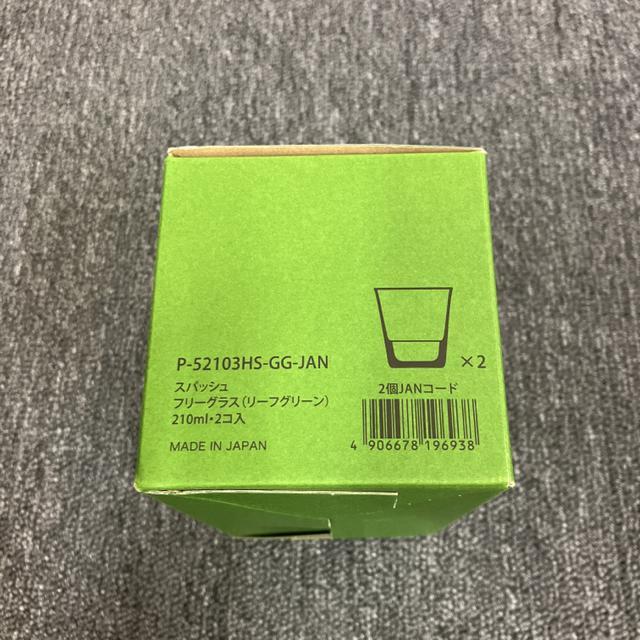 P-52103HS-GG-JAN
スパッシュ
フリーグラス（リーフグリーン）
210ml・2コ入
MADE IN JAPAN
×2
2個JANコード
4 906678 196938